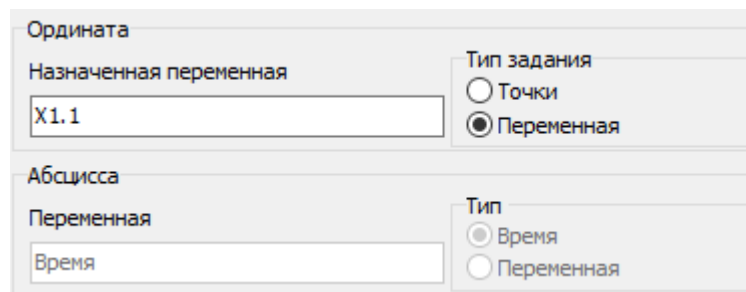 Ордината
Назначенная переменная
X1.1
Тип задания
Точки
Переменная
Абсцисса
Переменная
Время
Тип
Время
Переменная